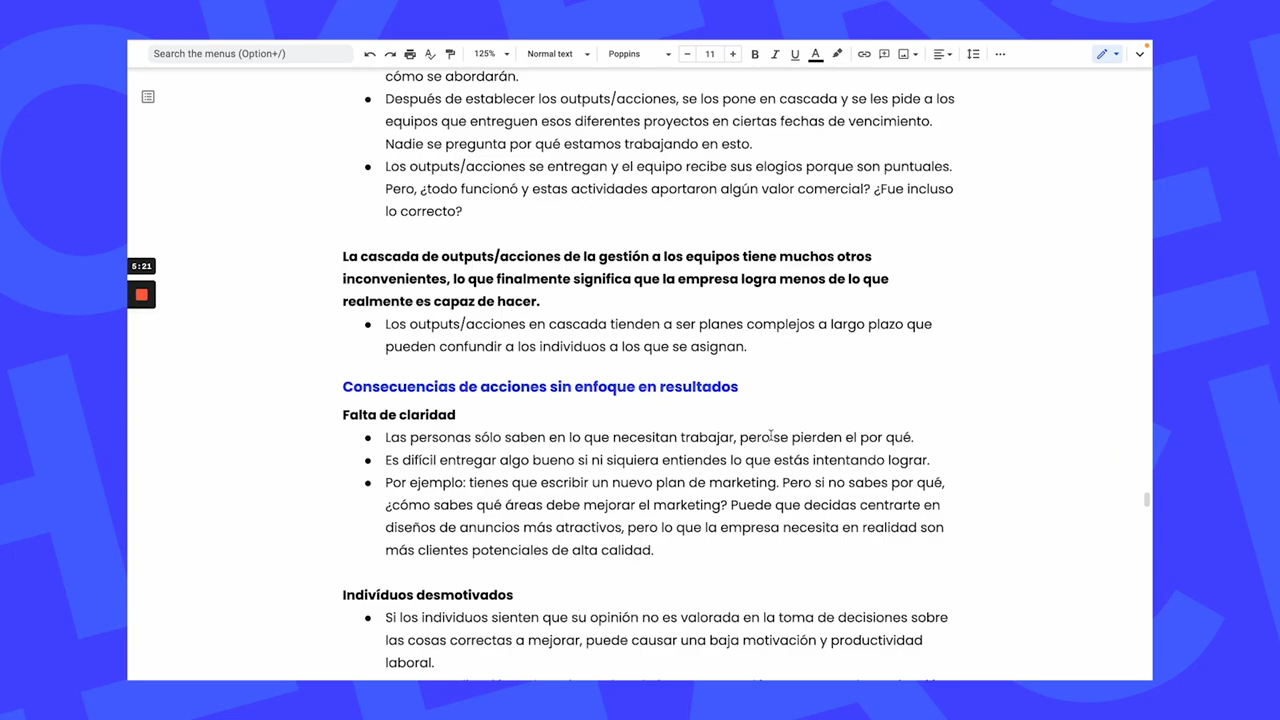 Search the menus (Option+/)
125%
Normal text
Poppins
11
B
I
U
A
cómo se abordarán.
● Después de establecer los outputs/acciones, se los pone en cascada y se les pide a los
equipos que entreguen esos diferentes proyectos en ciertas fechas de vencimiento.
Nadie se pregunta por qué estamos trabajando en esto.
● Los outputs/acciones se entregan y el equipo recibe sus elogios porque son puntuales.
Pero, ¿todo funcionó y estas actividades aportaron algún valor comercial? ¿Fue incluso
lo correcto?
La cascada de outputs/acciones de la gestión a los equipos tiene muchos otros
5:21
inconvenientes, lo que finalmente significa que la empresa logra menos de lo que
realmente es capaz de hacer.
● Los outputs/acciones en cascada tienden a ser planes complejos a largo plazo que
pueden confundir a los individuos a los que se asignan.
Consecuencias de acciones sin enfoque en resultados
Falta de claridad
● Las personas sólo saben en lo que necesitan trabajar, pero se pierden el por qué.
● Es difícil entregar algo bueno si ni siquiera entiendes lo que estás intentando lograr.
● Por ejemplo: tienes que escribir un nuevo plan de marketing. Pero si no sabes por qué,
¿cómo sabes qué áreas debe mejorar el marketing? Puede que decidas centrarte en
diseños de anuncios más atractivos, pero lo que la empresa necesita en realidad son
más clientes potenciales de alta calidad.
Indivíduos desmotivados
● Si los individuos sienten que su opinión no es valorada en la toma de decisiones sobre
las cosas correctas a mejorar, puede causar una baja motivación y productividad
laboral.